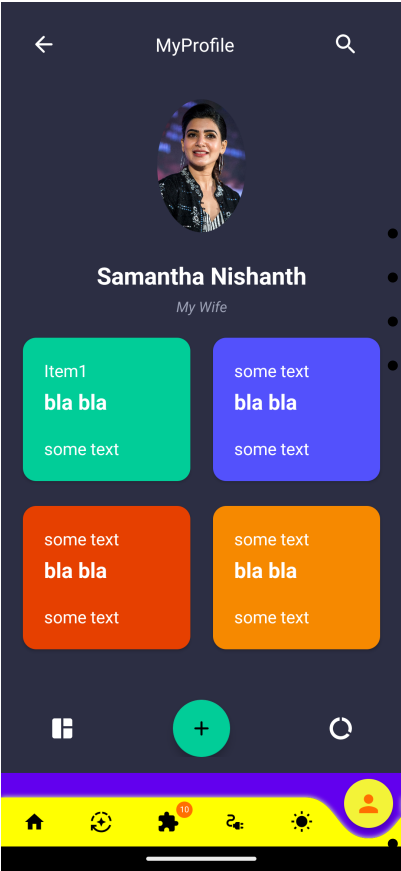 MyProfile
Samantha Nishanth
My Wife
Item1
bla bla
some text
some text
bla bla
some text
some text
bla bla
some text
some text
bla bla
some text
10